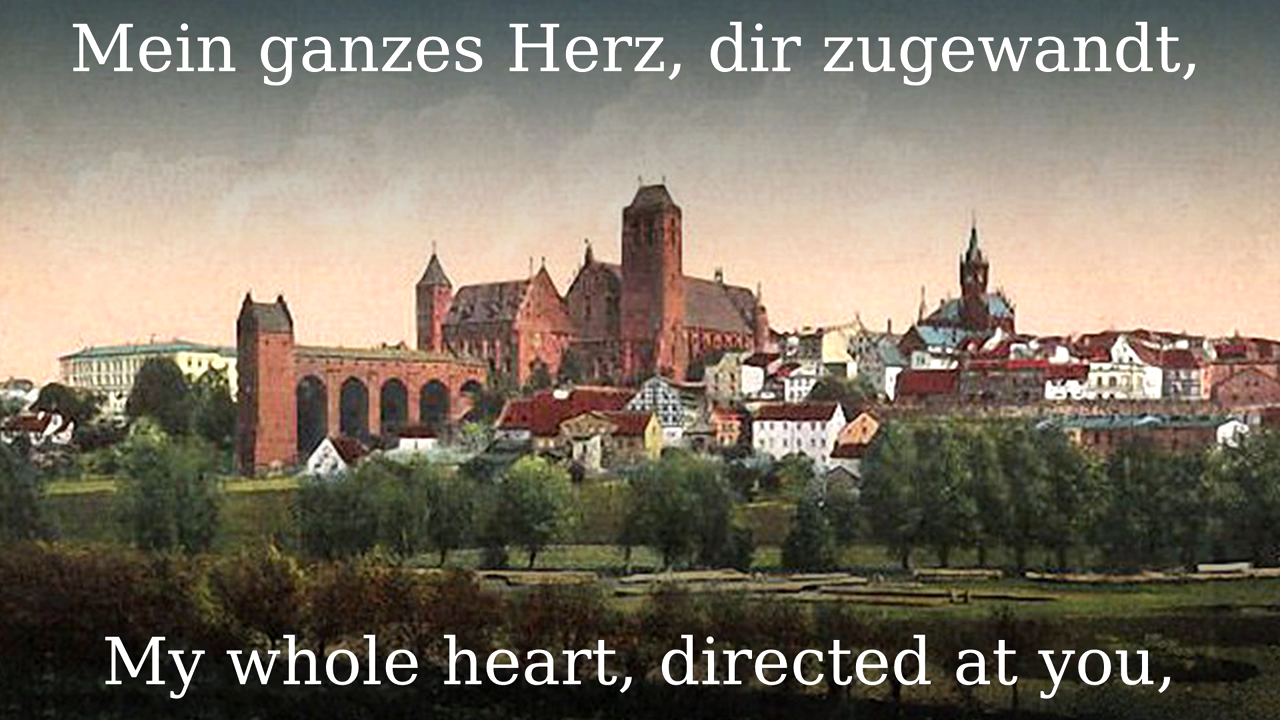 Mein ganzes Herz, dir zugewandt,
My whole heart, directed at you,